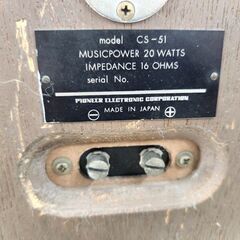 model CS-51
MUSICPOWER 20 WATTS
IMPEDANCE 16 OHMS
serial No.
PIONEER ELECTRONIC CORPORATION
⊖ MADE IN JAPAN ⊕